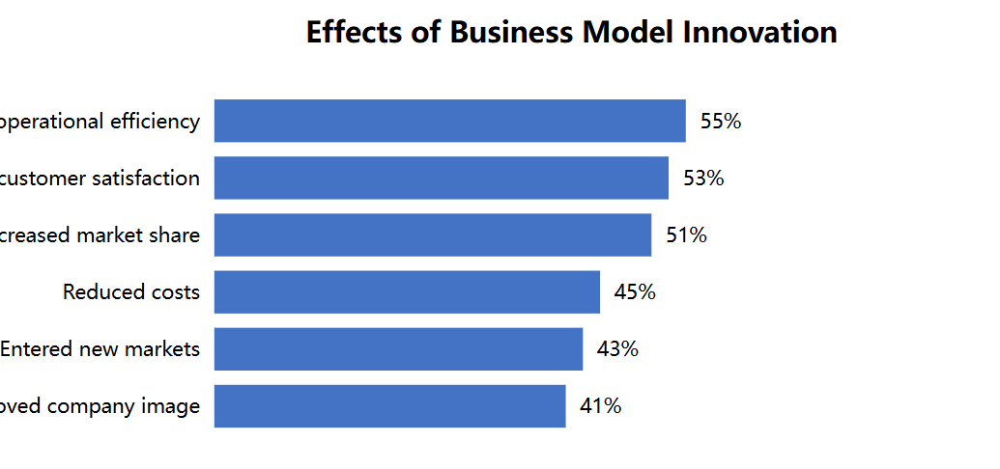 Effects of Business Model Innovation
operational efficiency 55%
customer satisfaction 53%
creased market share 51%
Reduced costs 45%
Entered new markets 43%
oved company image 41%